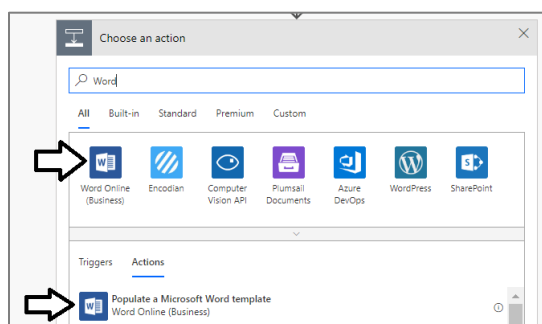 Choose an action
Word
All Built-in Standard Premium Custom
Word Online (Business)
Encodian
Computer Vision API
Plumsail Documents
Azure DevOps
WordPress
SharePoint
Triggers Actions
Populate a Microsoft Word template
Word Online (Business)